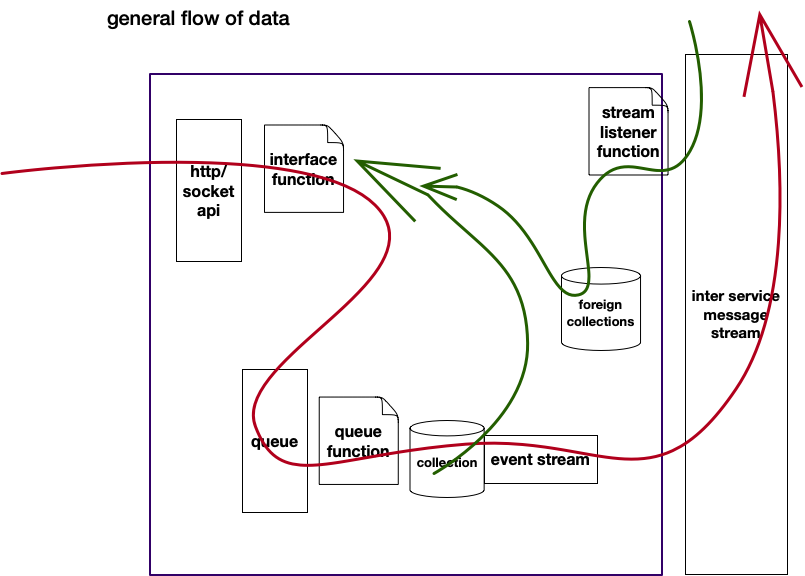 general flow of data
http/
socket
api
interface
function
stream
listener
function
foreign
collections
inter service
message
stream
queue
queue
function
collection
event stream